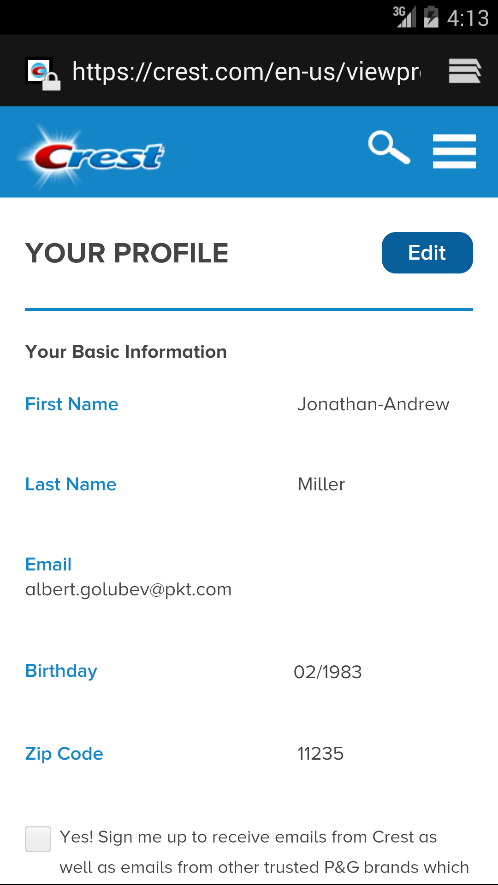 3G 4:13
https://crest.com/en-us/viewpr
Crest
YOUR PROFILE
Edit
Your Basic Information
First Name Jonathan-Andrew
Last Name Miller
Email
albert.golubev@pkt.com
Birthday 02/1983
Zip Code 11235
Yes! Sign me up to receive emails from Crest as
well as emails from other trusted P&G brands which